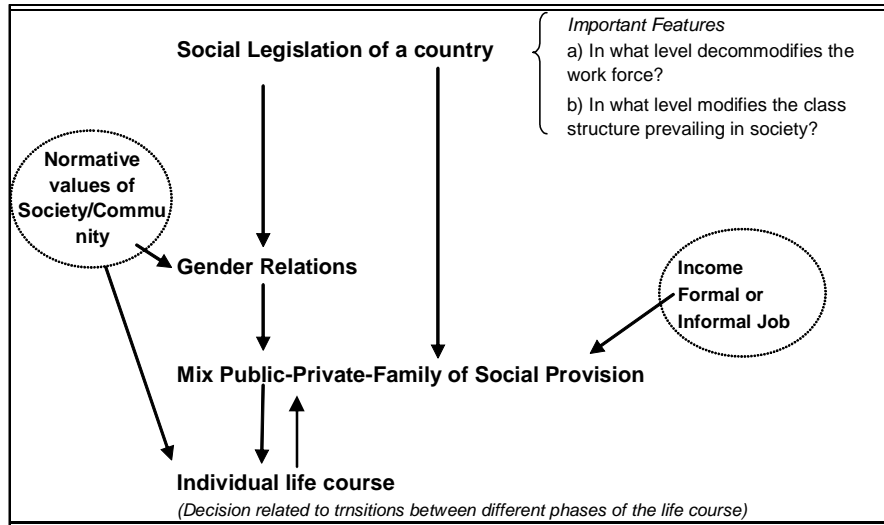 Important Features
Social Legislation of a country
a) In what level decommodifies the
work force?
b) In what level modifies the class
structure prevailing in society?
Normative
values of
Society/Commu
nity
Gender Relations
Income
Formal or
Informal Job
Mix Public-Private-Family of Social Provision
Individual life course
(Decision related to trnsitions between different phases of the life course)